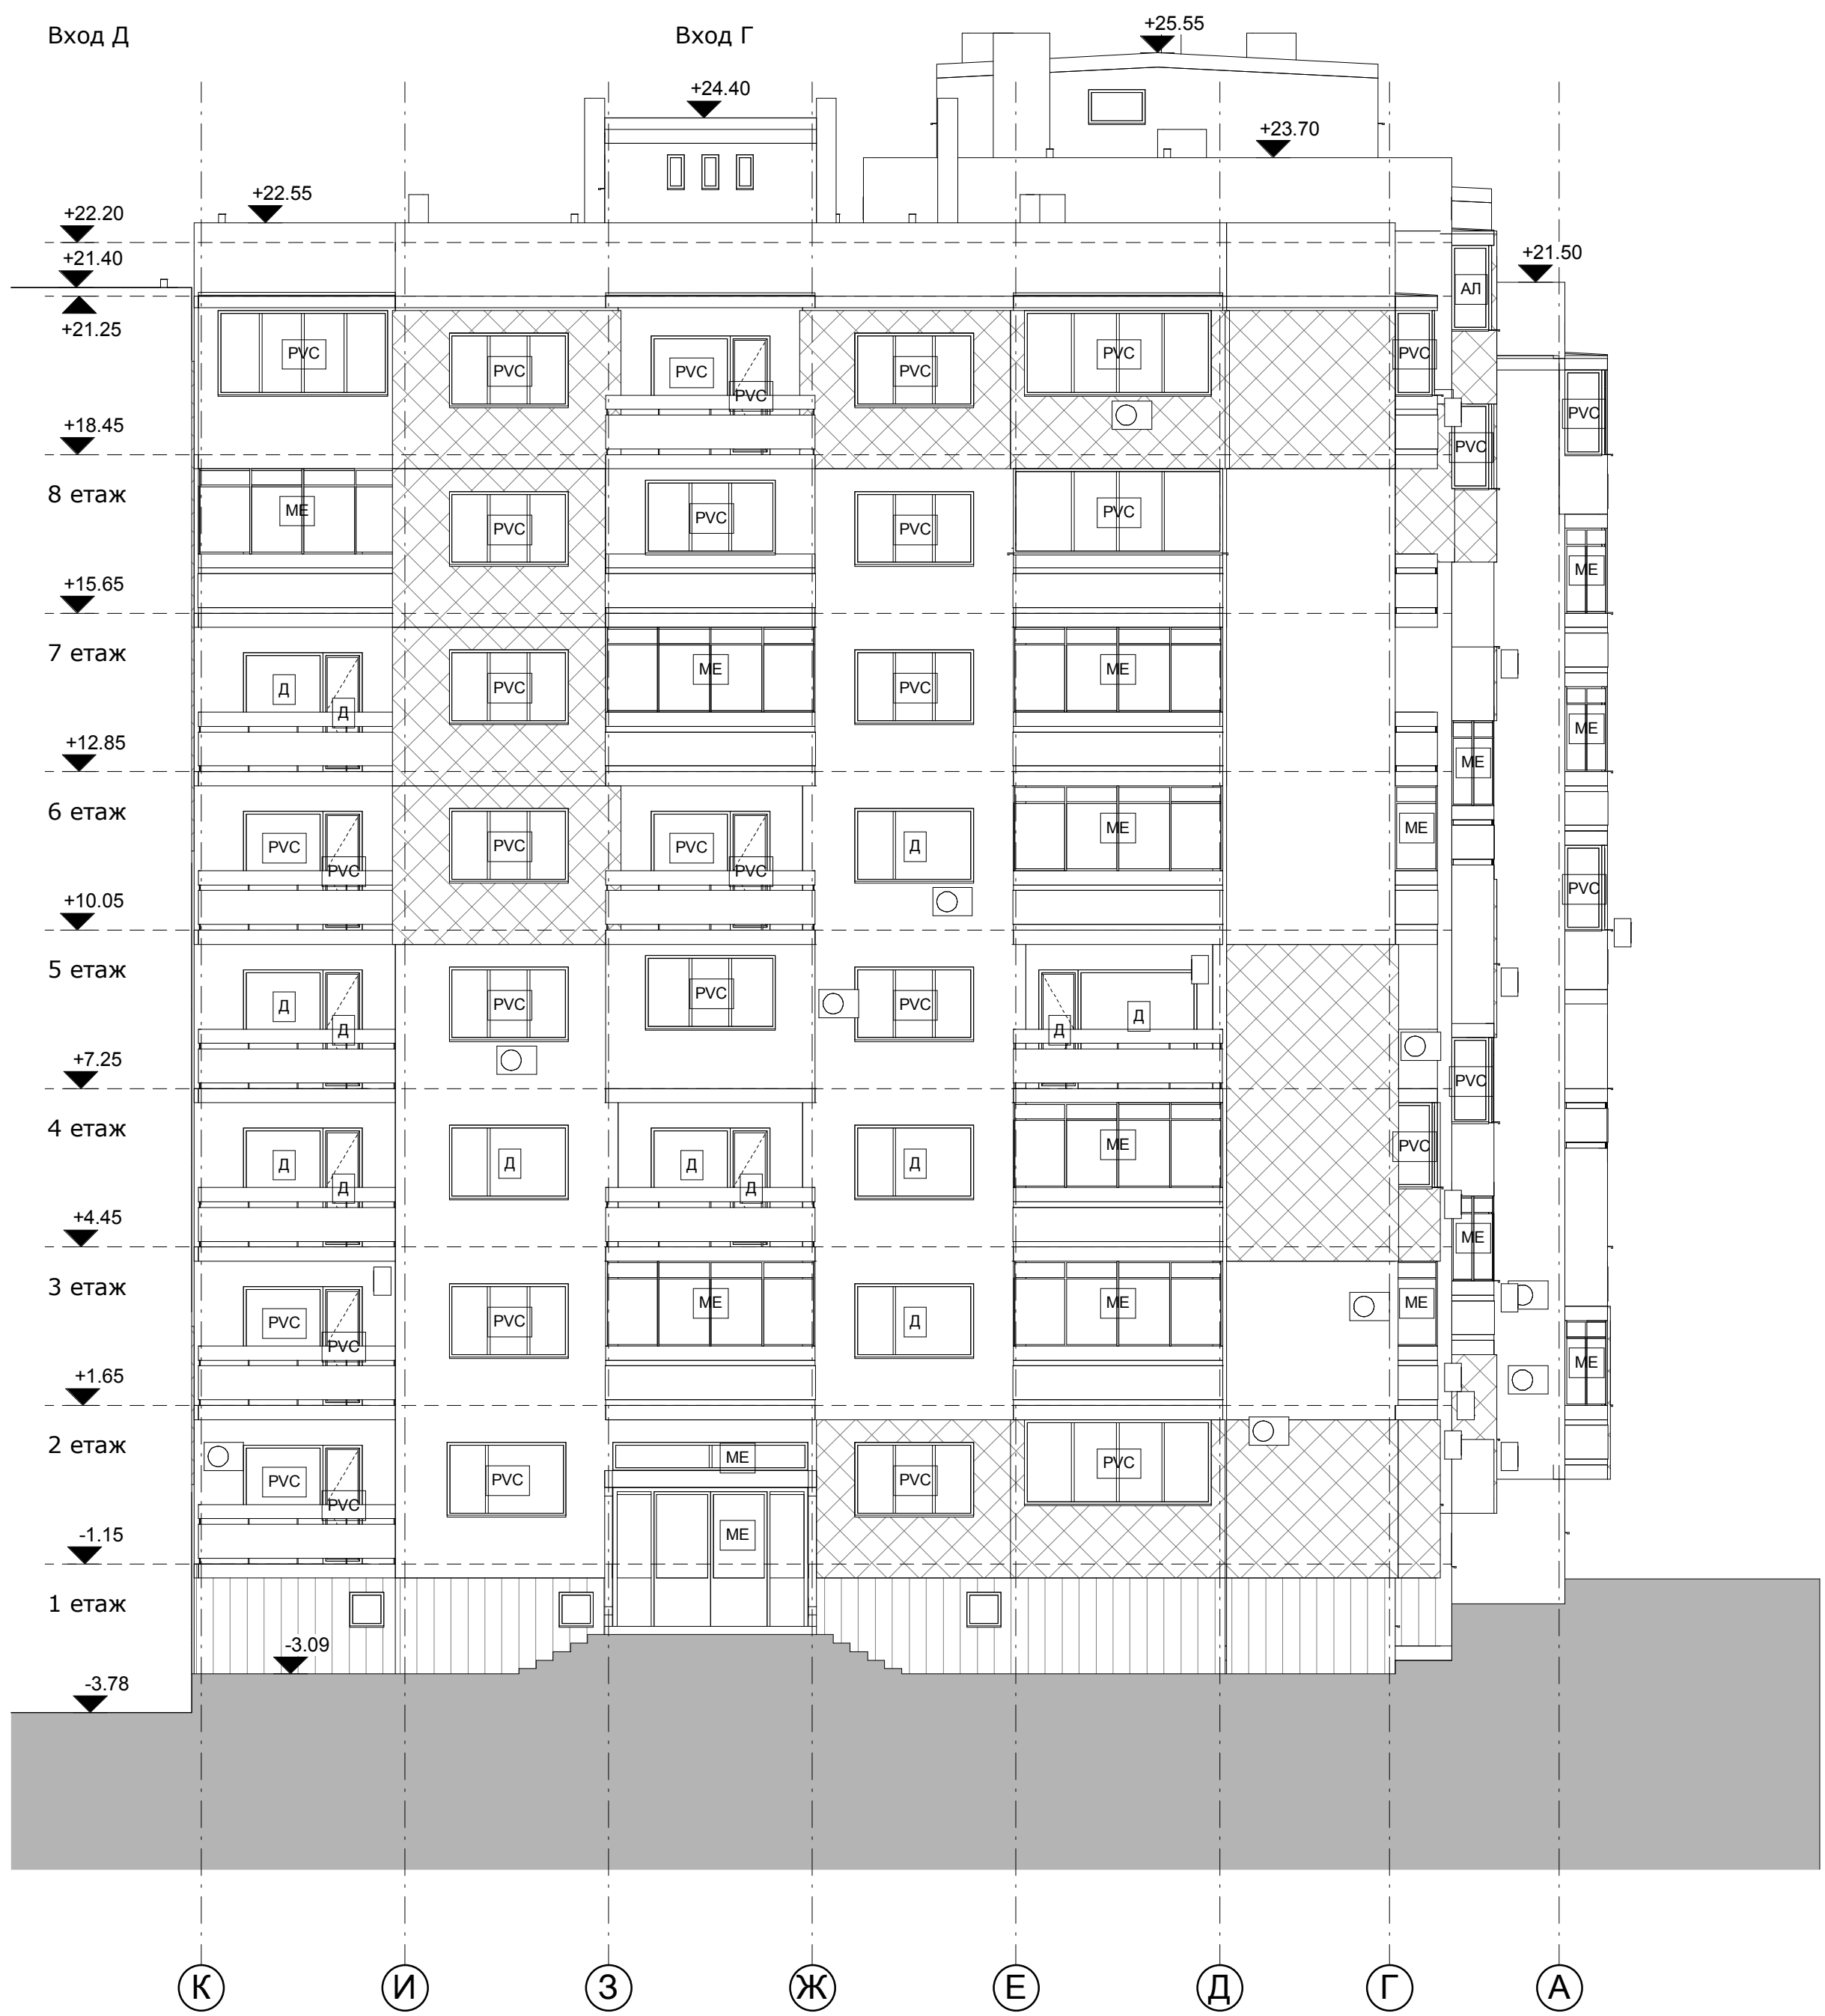 Вход Д
Вход Г
+25.55
+24.40
+23.70
+22.55
+22.20
+21.40
+21.50
АЛ
+21.25
PVC
PVC
PVC
PVC
PVC
PVC
PVC
PVC
PVC
+18.45
PVC
8 етаж
МЕ
PVC
PVC
PVC
PVC
МЕ
+15.65
7 етаж
Д
Д
PVC
МЕ
PVC
МЕ
МЕ
+12.85
МЕ
6 етаж
PVC
PVC
PVC
PVC
PVC
Д
МЕ
МЕ
PVC
+10.05
5 етаж
Д
Д
PVC
PVC
PVC
Д
Д
+7.25
PVC
4 етаж
Д
Д
Д
Д
Д
Д
МЕ
PVC
+4.45
МЕ
3 етаж
PVC
PVC
PVC
МЕ
Д
МЕ
МЕ
МЕ
+1.65
2 етаж
PVC
PVC
PVC
МЕ
МЕ
PVC
PVC
-1.15
1 етаж
-3.09
-3.78
К И З Ж Е Д Г А